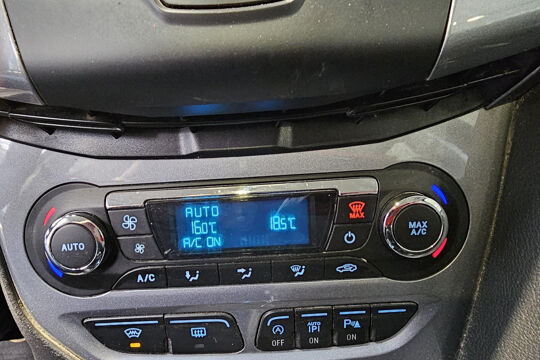 AUTO
16.0°C 18.5°C
A/C ON
MAX
AUTO
MAX
A/C
A/C
OFF
AUTO
P
ON
P
ON